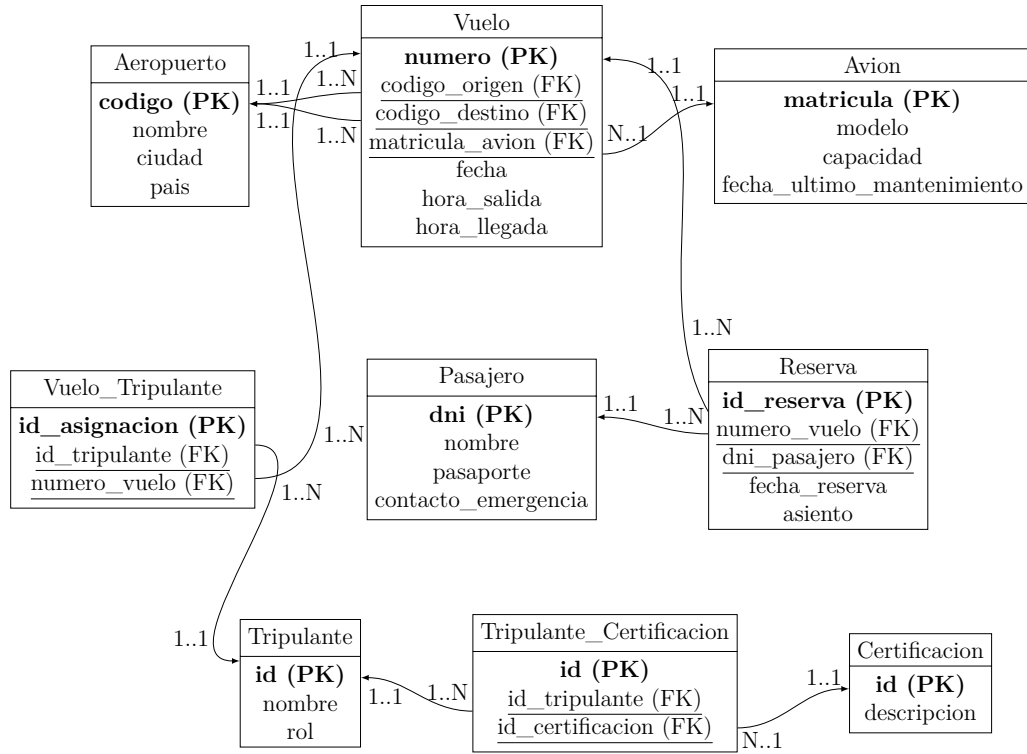 Vuelo
numero (PK)
codigo_origen (FK)
codigo_destino (FK)
matricula_avion (FK)
fecha
hora_salida
hora_llegada
Aeropuerto
codigo (PK)
nombre
ciudad
pais
Avion
matricula (PK)
modelo
capacidad
fecha_ultimo_mantenimiento
1..1
1..N
1..1
1..1
1..N
1..1
1..1
N..1
1..N
Vuelo_Tripulante
id_asignacion (PK)
id_tripulante (FK)
numero_vuelo (FK)
Pasajero
dni (PK)
nombre
pasaporte
contacto_emergencia
Reserva
id_reserva (PK)
numero_vuelo (FK)
dni_pasajero (FK)
fecha_reserva
asiento
1..1
1..N
1..N
1..N
1..1
Tripulante
id (PK)
nombre
rol
Tripulante_Certificacion
id (PK)
id_tripulante (FK)
id_certificacion (FK)
Certificacion
id (PK)
descripcion
1..1
1..N
1..1
N..1